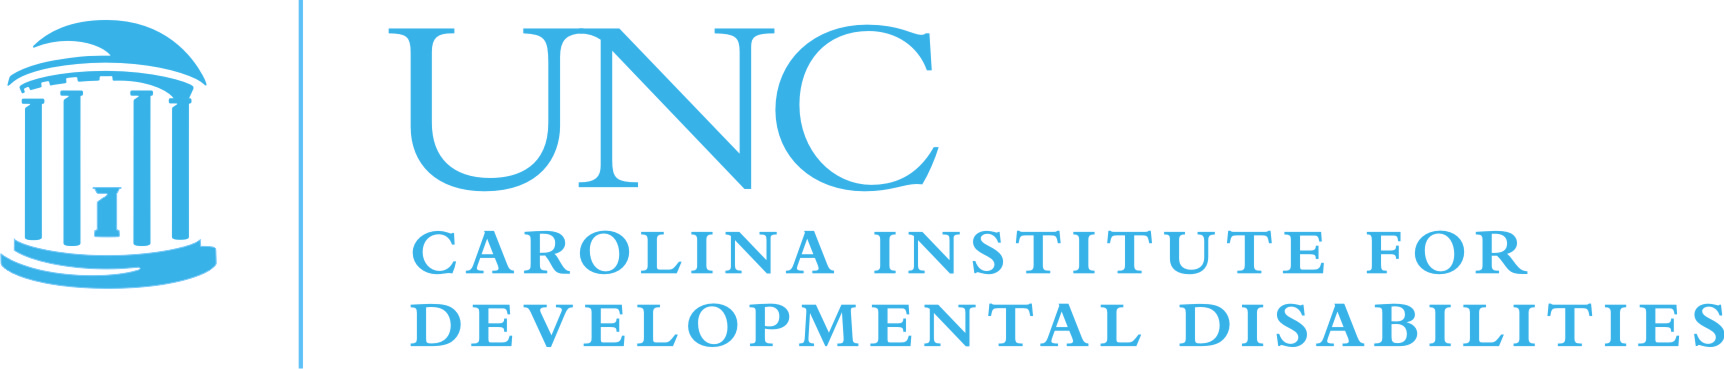 UNC
CAROLINA INSTITUTE FOR
DEVELOPMENTAL DISABILITIES